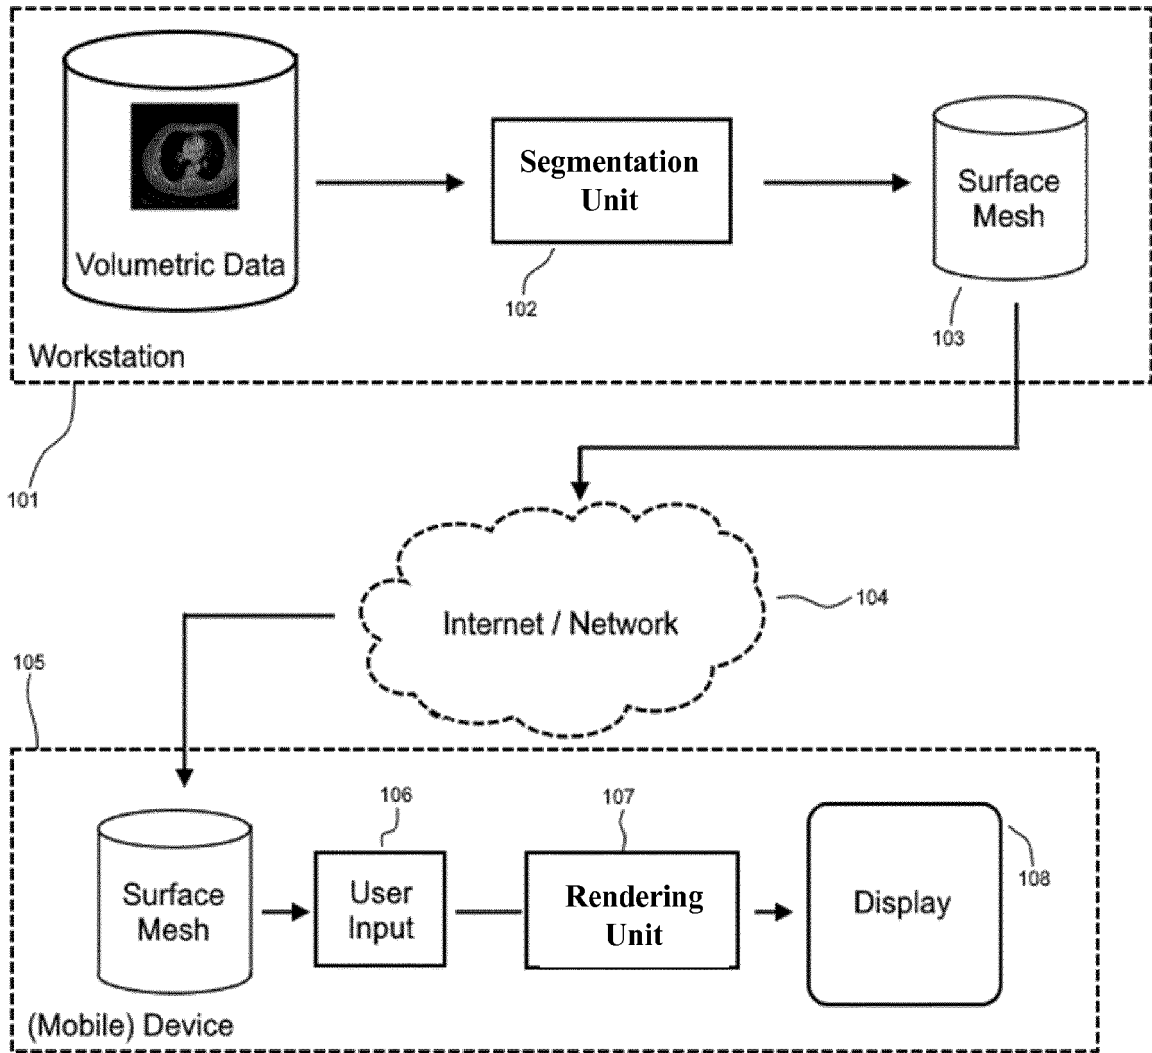 Volumetric Data
Segmentation
Unit
Surface
Mesh
102
103
Workstation
101
Internet / Network
104
105
106
107
108
Surface
Mesh
User
Input
Rendering
Unit
Display
(Mobile) Device